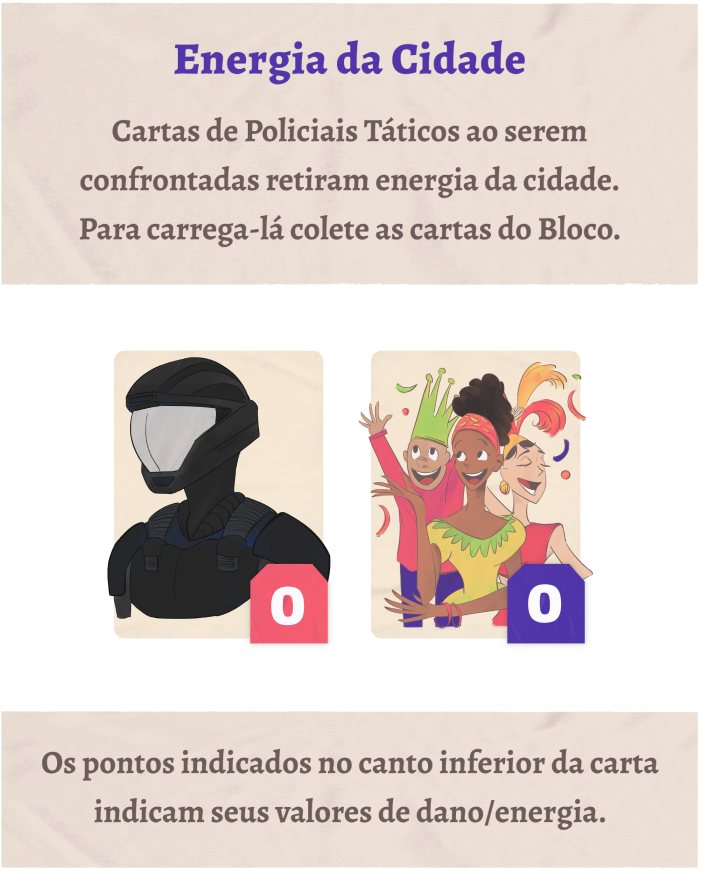 Energia da Cidade
Cartas de Policiais Táticos ao serem
confrontadas retiram energia da cidade.
Para carrega-lá colete as cartas do Bloco.
0
0
Os pontos indicados no canto inferior da carta
indicam seus valores de dano/energia.